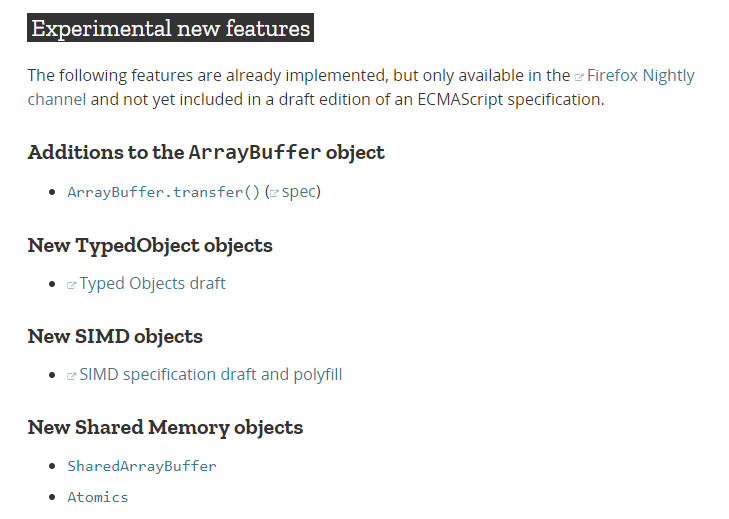 Experimental new features
The following features are already implemented, but only available in the Firefox Nightly
channel and not yet included in a draft edition of an ECMAScript specification.
Additions to the ArrayBuffer object
ArrayBuffer.transfer() (spec)
New TypedObject objects
Typed Objects draft
New SIMD objects
SIMD specification draft and polyfill
New Shared Memory objects
SharedArrayBuffer
Atomics